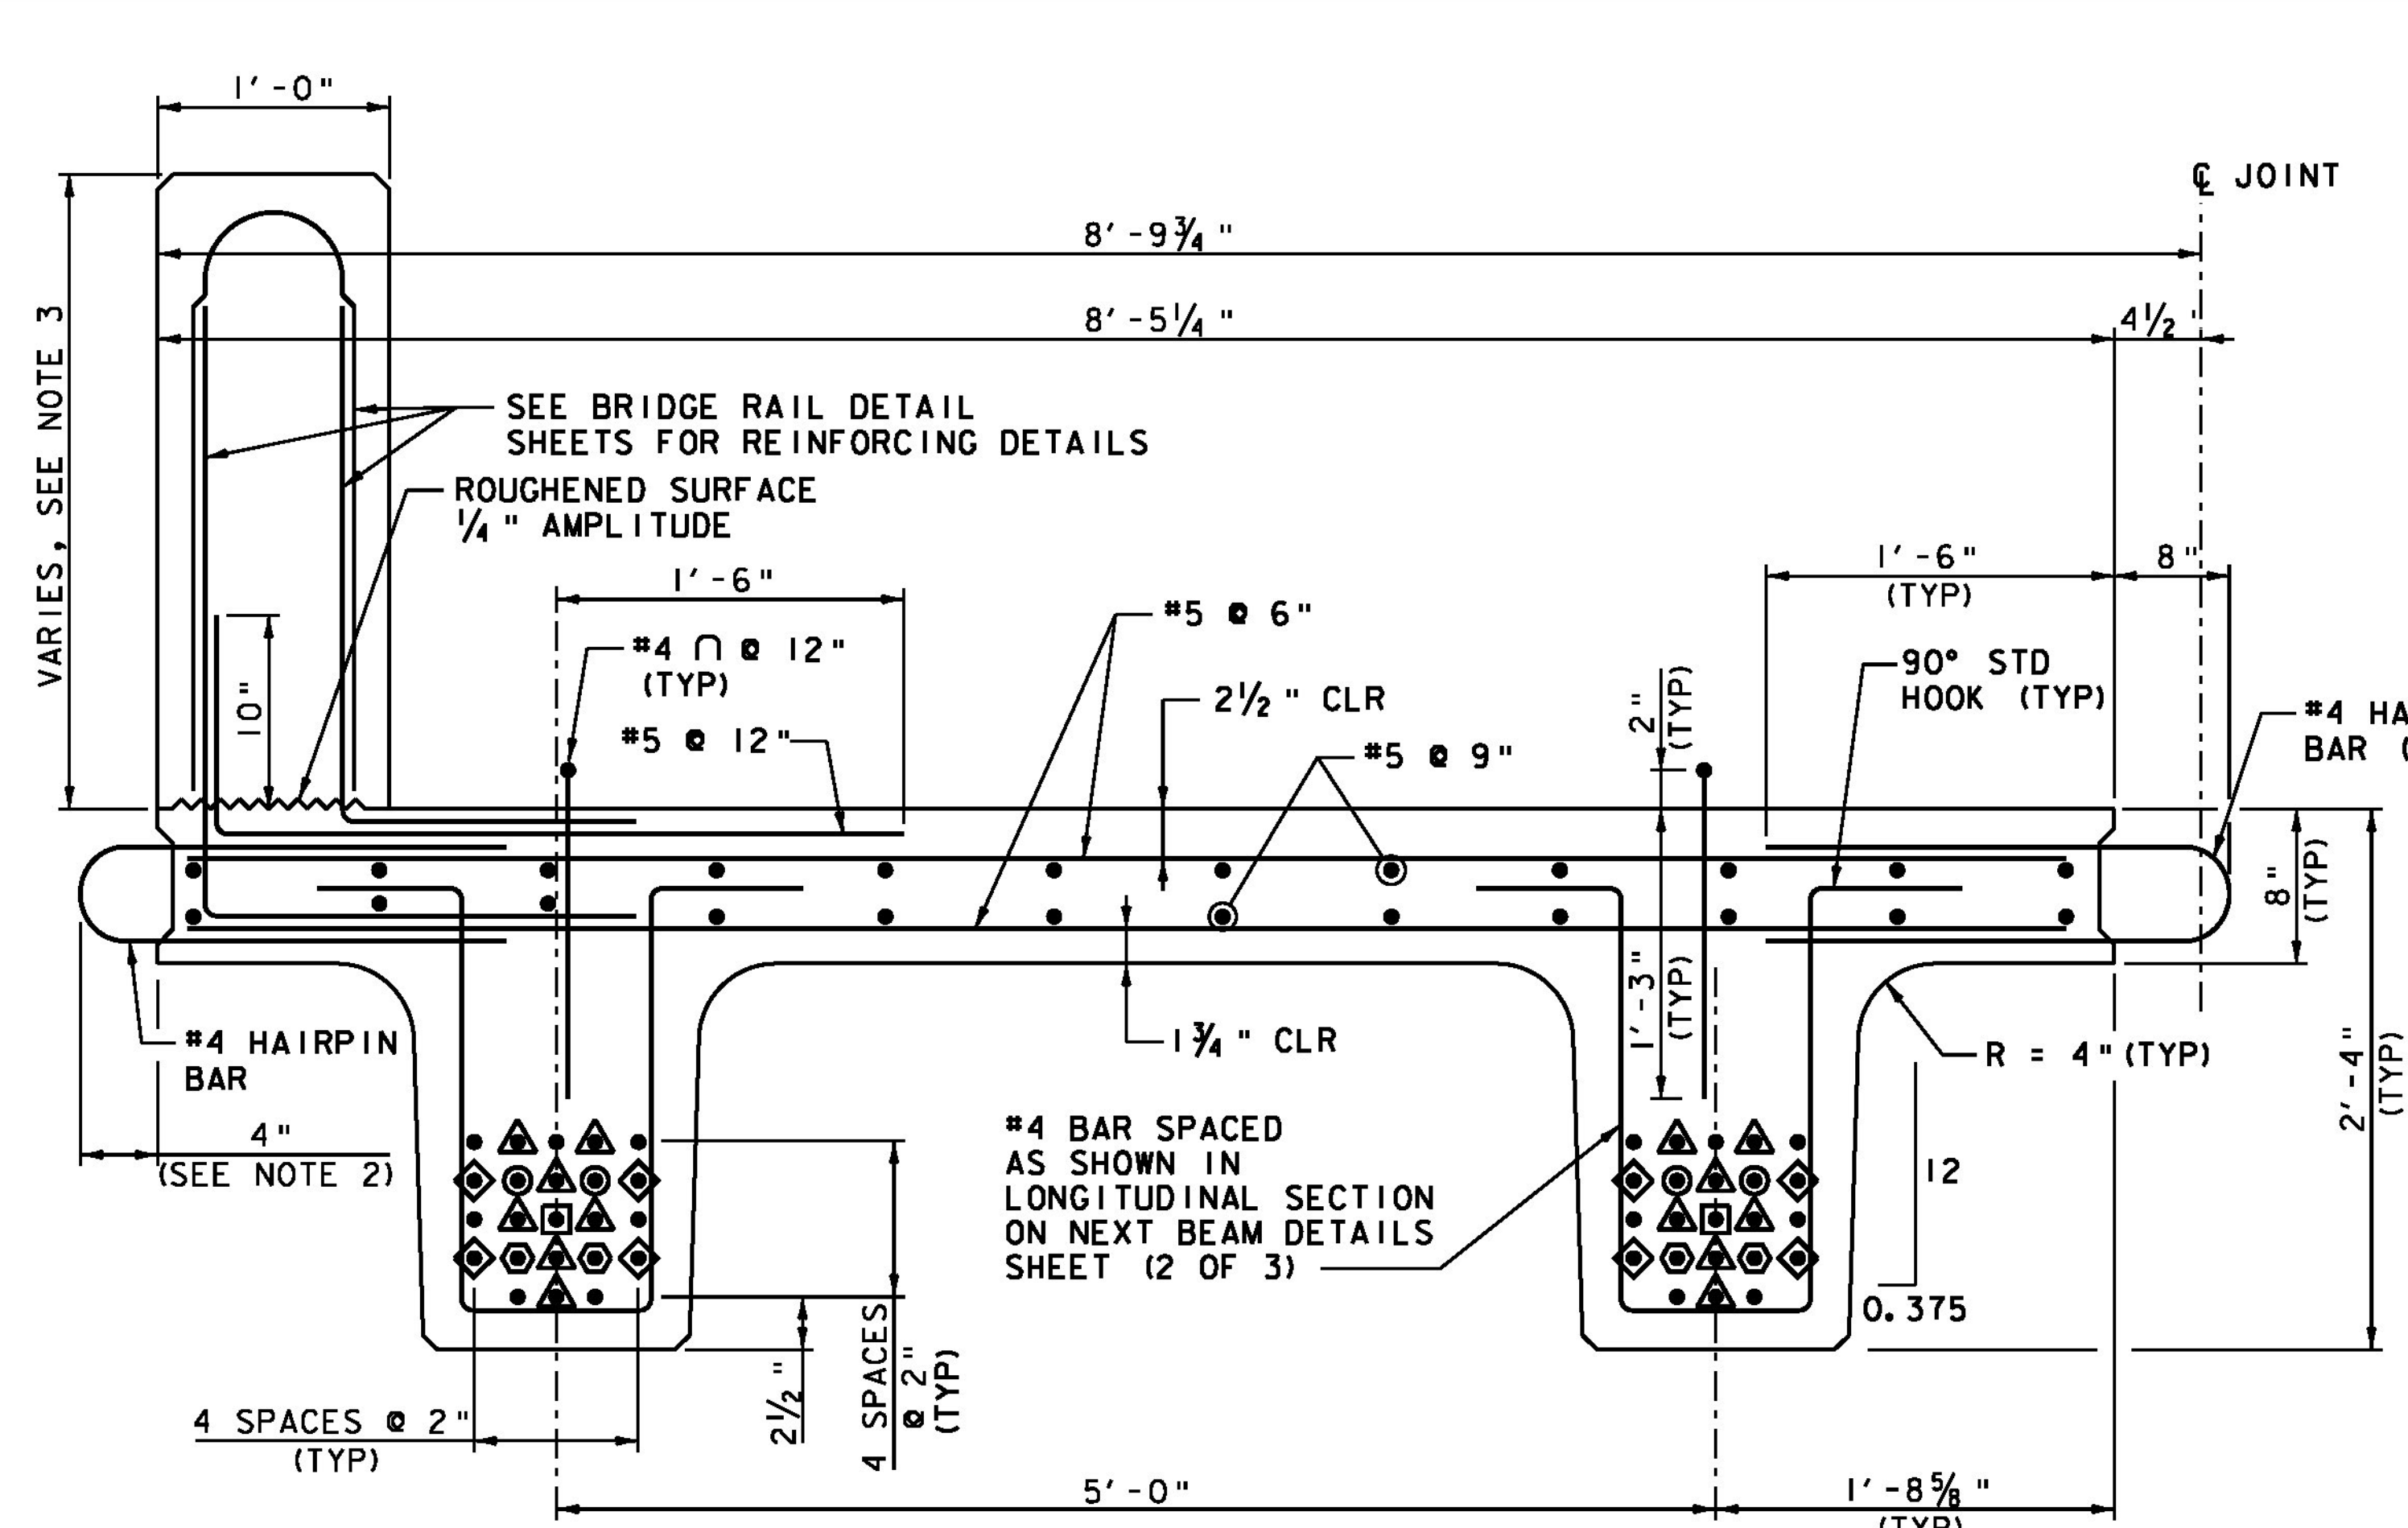 1'-0"
℄ JOINT
8'-9¾"
8'-5¼"
4½"
VARIES, SEE NOTE 3
SEE BRIDGE RAIL DETAIL
SHEETS FOR REINFORCING DETAILS
ROUGHENED SURFACE
¼" AMPLITUDE
1'-6"
1'-6"
(TYP)
8"
#5 @ 6"
#4 ∩ @ 12"
(TYP)
90° STD
HOOK (TYP)
2½" CLR
2"
(TYP)
10"
#5 @ 12"
#5 @ 9"
#4 HA
BAR (
8"
(TYP)
1'-3"
(TYP)
#4 HAIRPIN
BAR
1¾" CLR
R = 4"(TYP)
2'-4"
(TYP)
4"
(SEE NOTE 2)
#4 BAR SPACED
AS SHOWN IN
LONGITUDINAL SECTION
ON NEXT BEAM DETAILS
SHEET (2 OF 3)
12
0.375
4 SPACES
@ 2"
(TYP)
2½"
4 SPACES @ 2"
(TYP)
5'-0"
1'-8⅝"
(TYP)